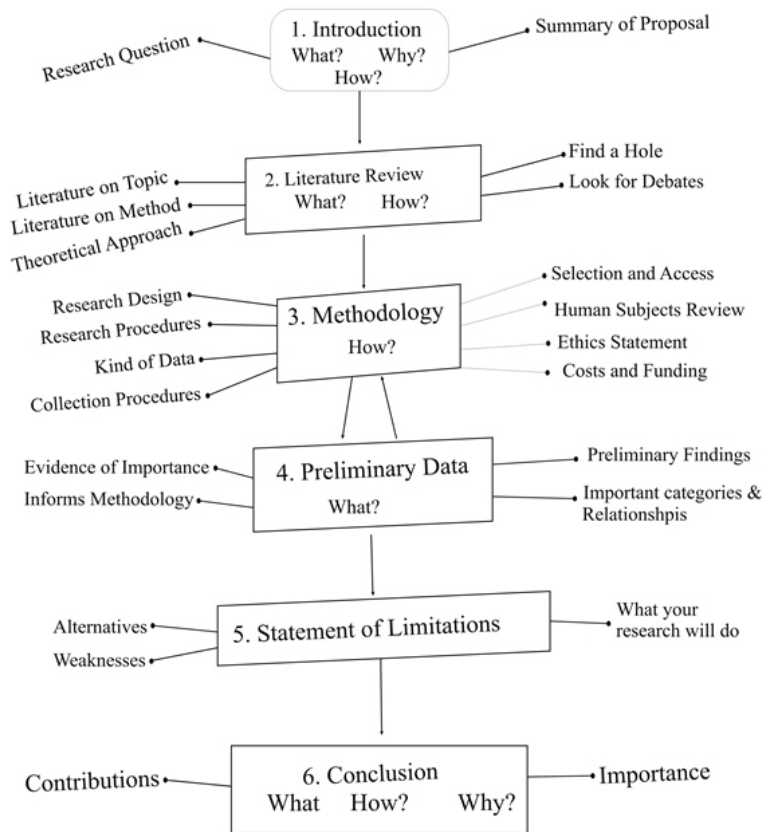 1. Introduction
What? Why?
How?
Research Question
Summary of Proposal
2. Literature Review
What? How?
Literature on Topic
Literature on Method
Theoretical Approach
Find a Hole
Look for Debates
3. Methodology
How?
Research Design
Research Procedures
Kind of Data
Collection Procedures
Selection and Access
Human Subjects Review
Ethics Statement
Costs and Funding
4. Preliminary Data
What?
Evidence of Importance
Informs Methodology
Preliminary Findings
Important categories &
Relationshpis
5. Statement of Limitations
Alternatives
Weaknesses
What your
research will do
6. Conclusion
What How? Why?
Contributions
Importance